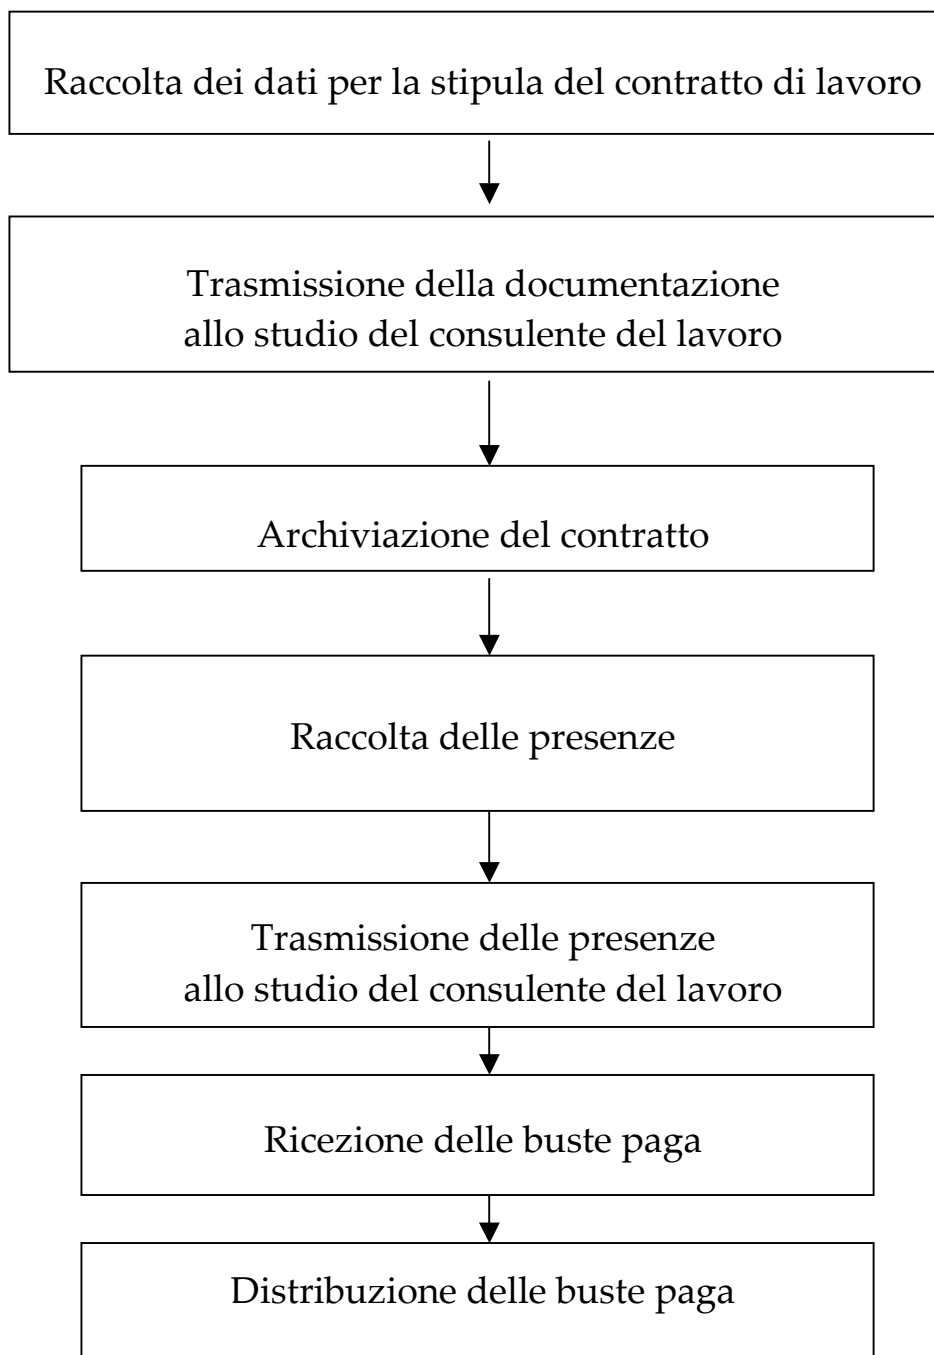 Raccolta dei dati per la stipula del contratto di lavoro
Trasmissione della documentazione
allo studio del consulente del lavoro
Archiviazione del contratto
Raccolta delle presenze
Trasmissione delle presenze
allo studio del consulente del lavoro
Ricezione delle buste paga
Distribuzione delle buste paga